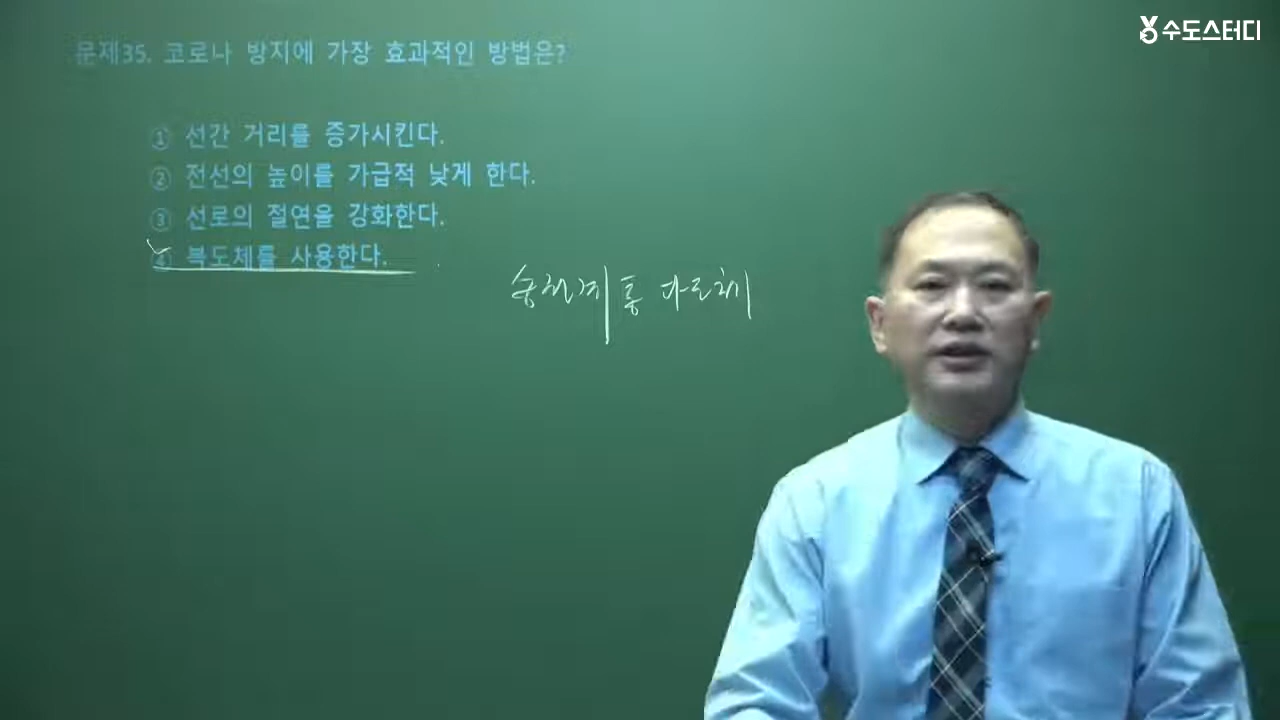 수도스터디
문제35. 코로나 방지에 가장 효과적인 방법은?
① 선간 거리를 증가시킨다.
② 전선의 높이를 가급적 낮게 한다.
③ 선로의 절연을 강화한다.
④ 복도체를 사용한다.
다도체